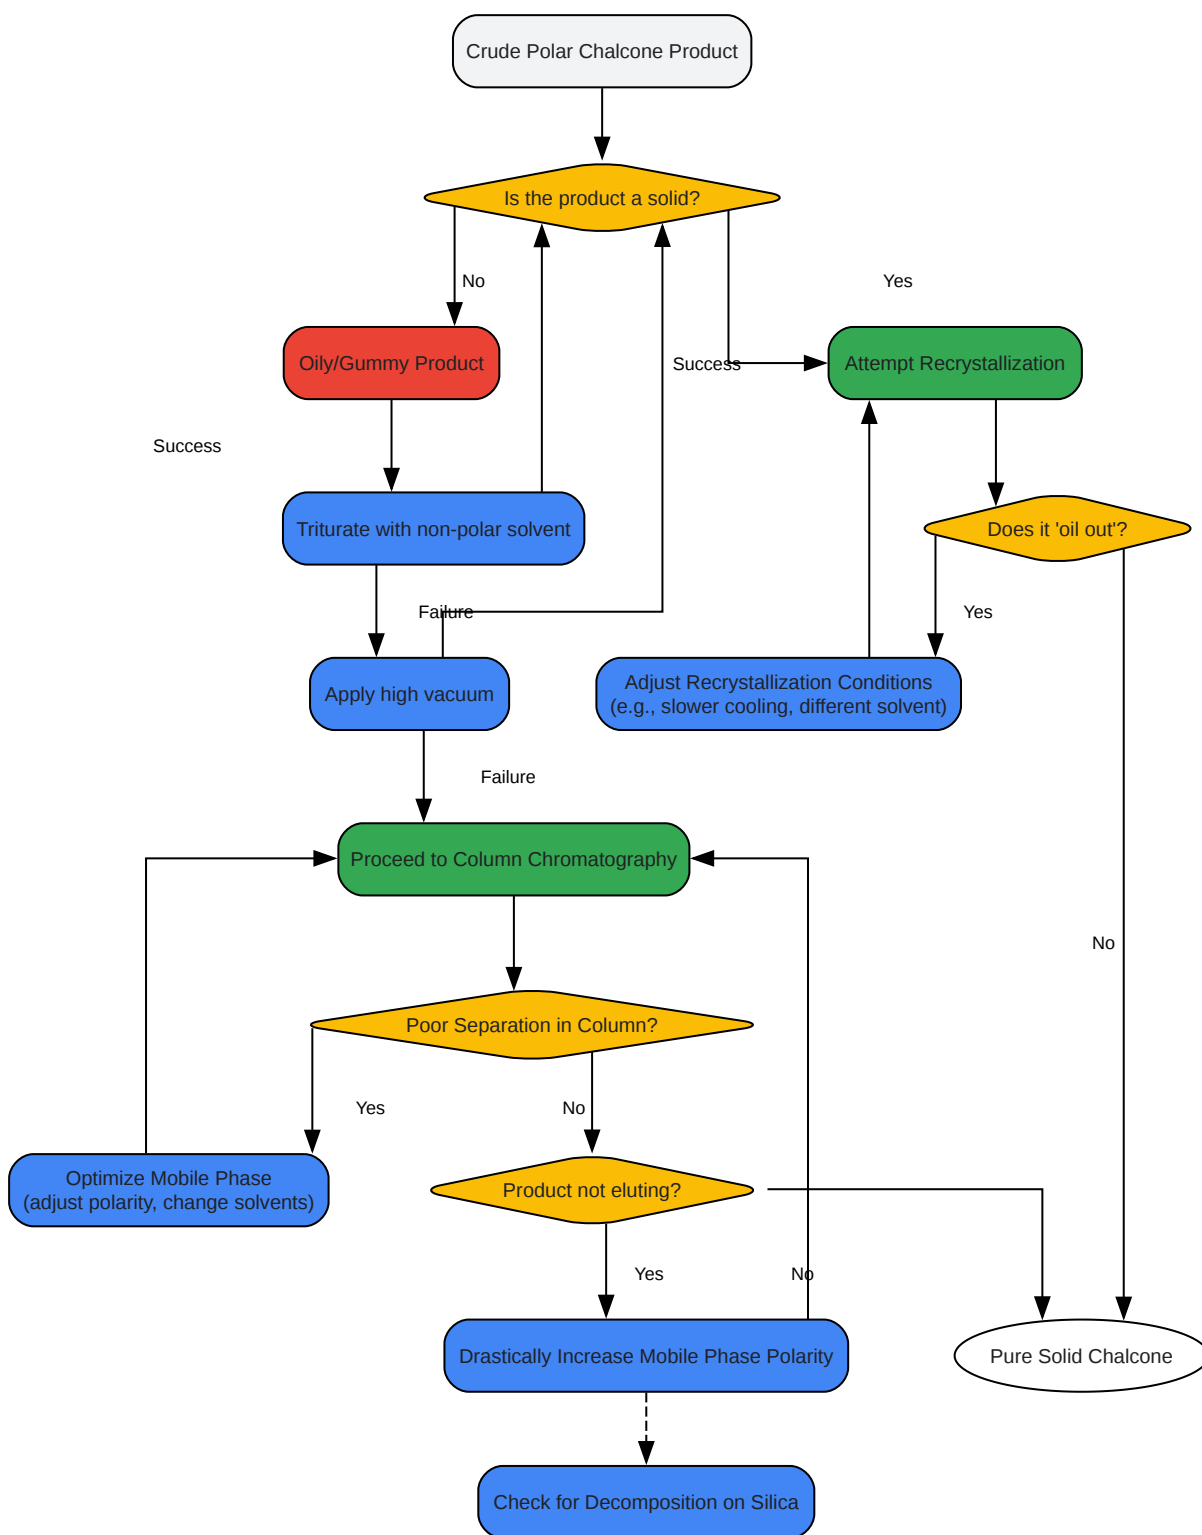 Crude Polar Chalcone Product
Is the product a solid?
No
Yes
Oily/Gummy Product
Success
Attempt Recrystallization
Success
Triturate with non-polar solvent
Does it 'oil out'?
Failure
Yes
Apply high vacuum
Adjust Recrystallization Conditions
(e.g., slower cooling, different solvent)
Failure
Proceed to Column Chromatography
No
Poor Separation in Column?
Yes
No
Optimize Mobile Phase
(adjust polarity, change solvents)
Product not eluting?
Yes
No
Drastically Increase Mobile Phase Polarity
Pure Solid Chalcone
Check for Decomposition on Silica